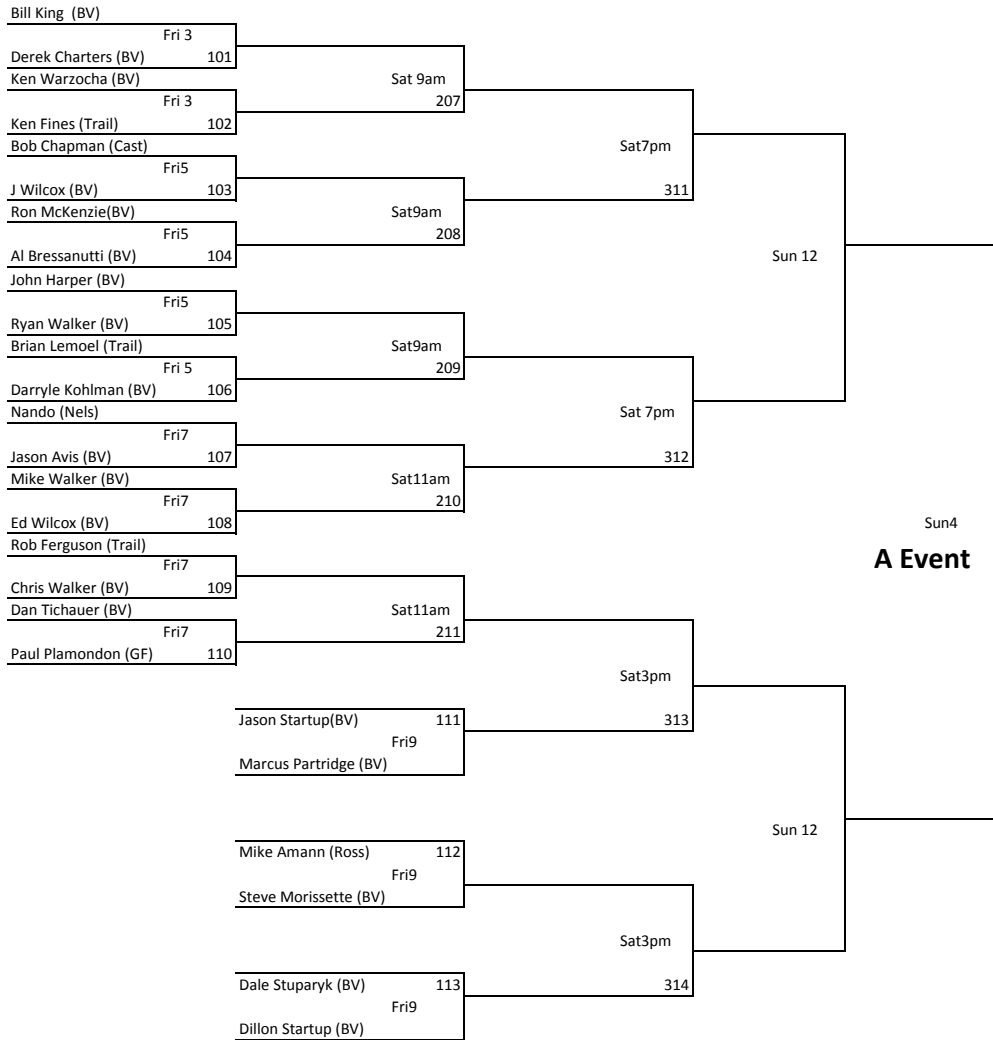 Bill King  (BV)
Fri 3
Derek Charters (BV) 101
Ken Warzocha (BV)
Sat 9am
Fri 3
207
Ken Fines (Trail) 102
Bob Chapman (Cast)
Sat7pm
Fri5
J Wilcox (BV) 103
311
Ron McKenzie(BV)
Sat9am
Fri5
208
Al Bressanutti (BV) 104
Sun 12
John Harper (BV)
Fri5
Ryan Walker (BV) 105
Brian Lemoel (Trail)
Sat9am
Fri 5
209
Darryle Kohlman (BV) 106
Nando (Nels)
Sat 7pm
Fri7
Jason Avis (BV) 107
312
Mike Walker (BV)
Sat11am
Fri7
210
Ed Wilcox (BV) 108
Sun4
Rob Ferguson (Trail)
A Event
Fri7
Chris Walker (BV) 109
Dan Tichauer (BV)
Sat11am
Fri7
211
Paul Plamondon (GF) 110
Sat3pm
Jason Startup(BV) 111
313
Fri9
Marcus Partridge (BV)
Sun 12
Mike Amann (Ross) 112
Fri9
Steve Morissette (BV)
Sat3pm
Dale Stuparyk (BV) 113
314
Fri9
Dillon Startup (BV)